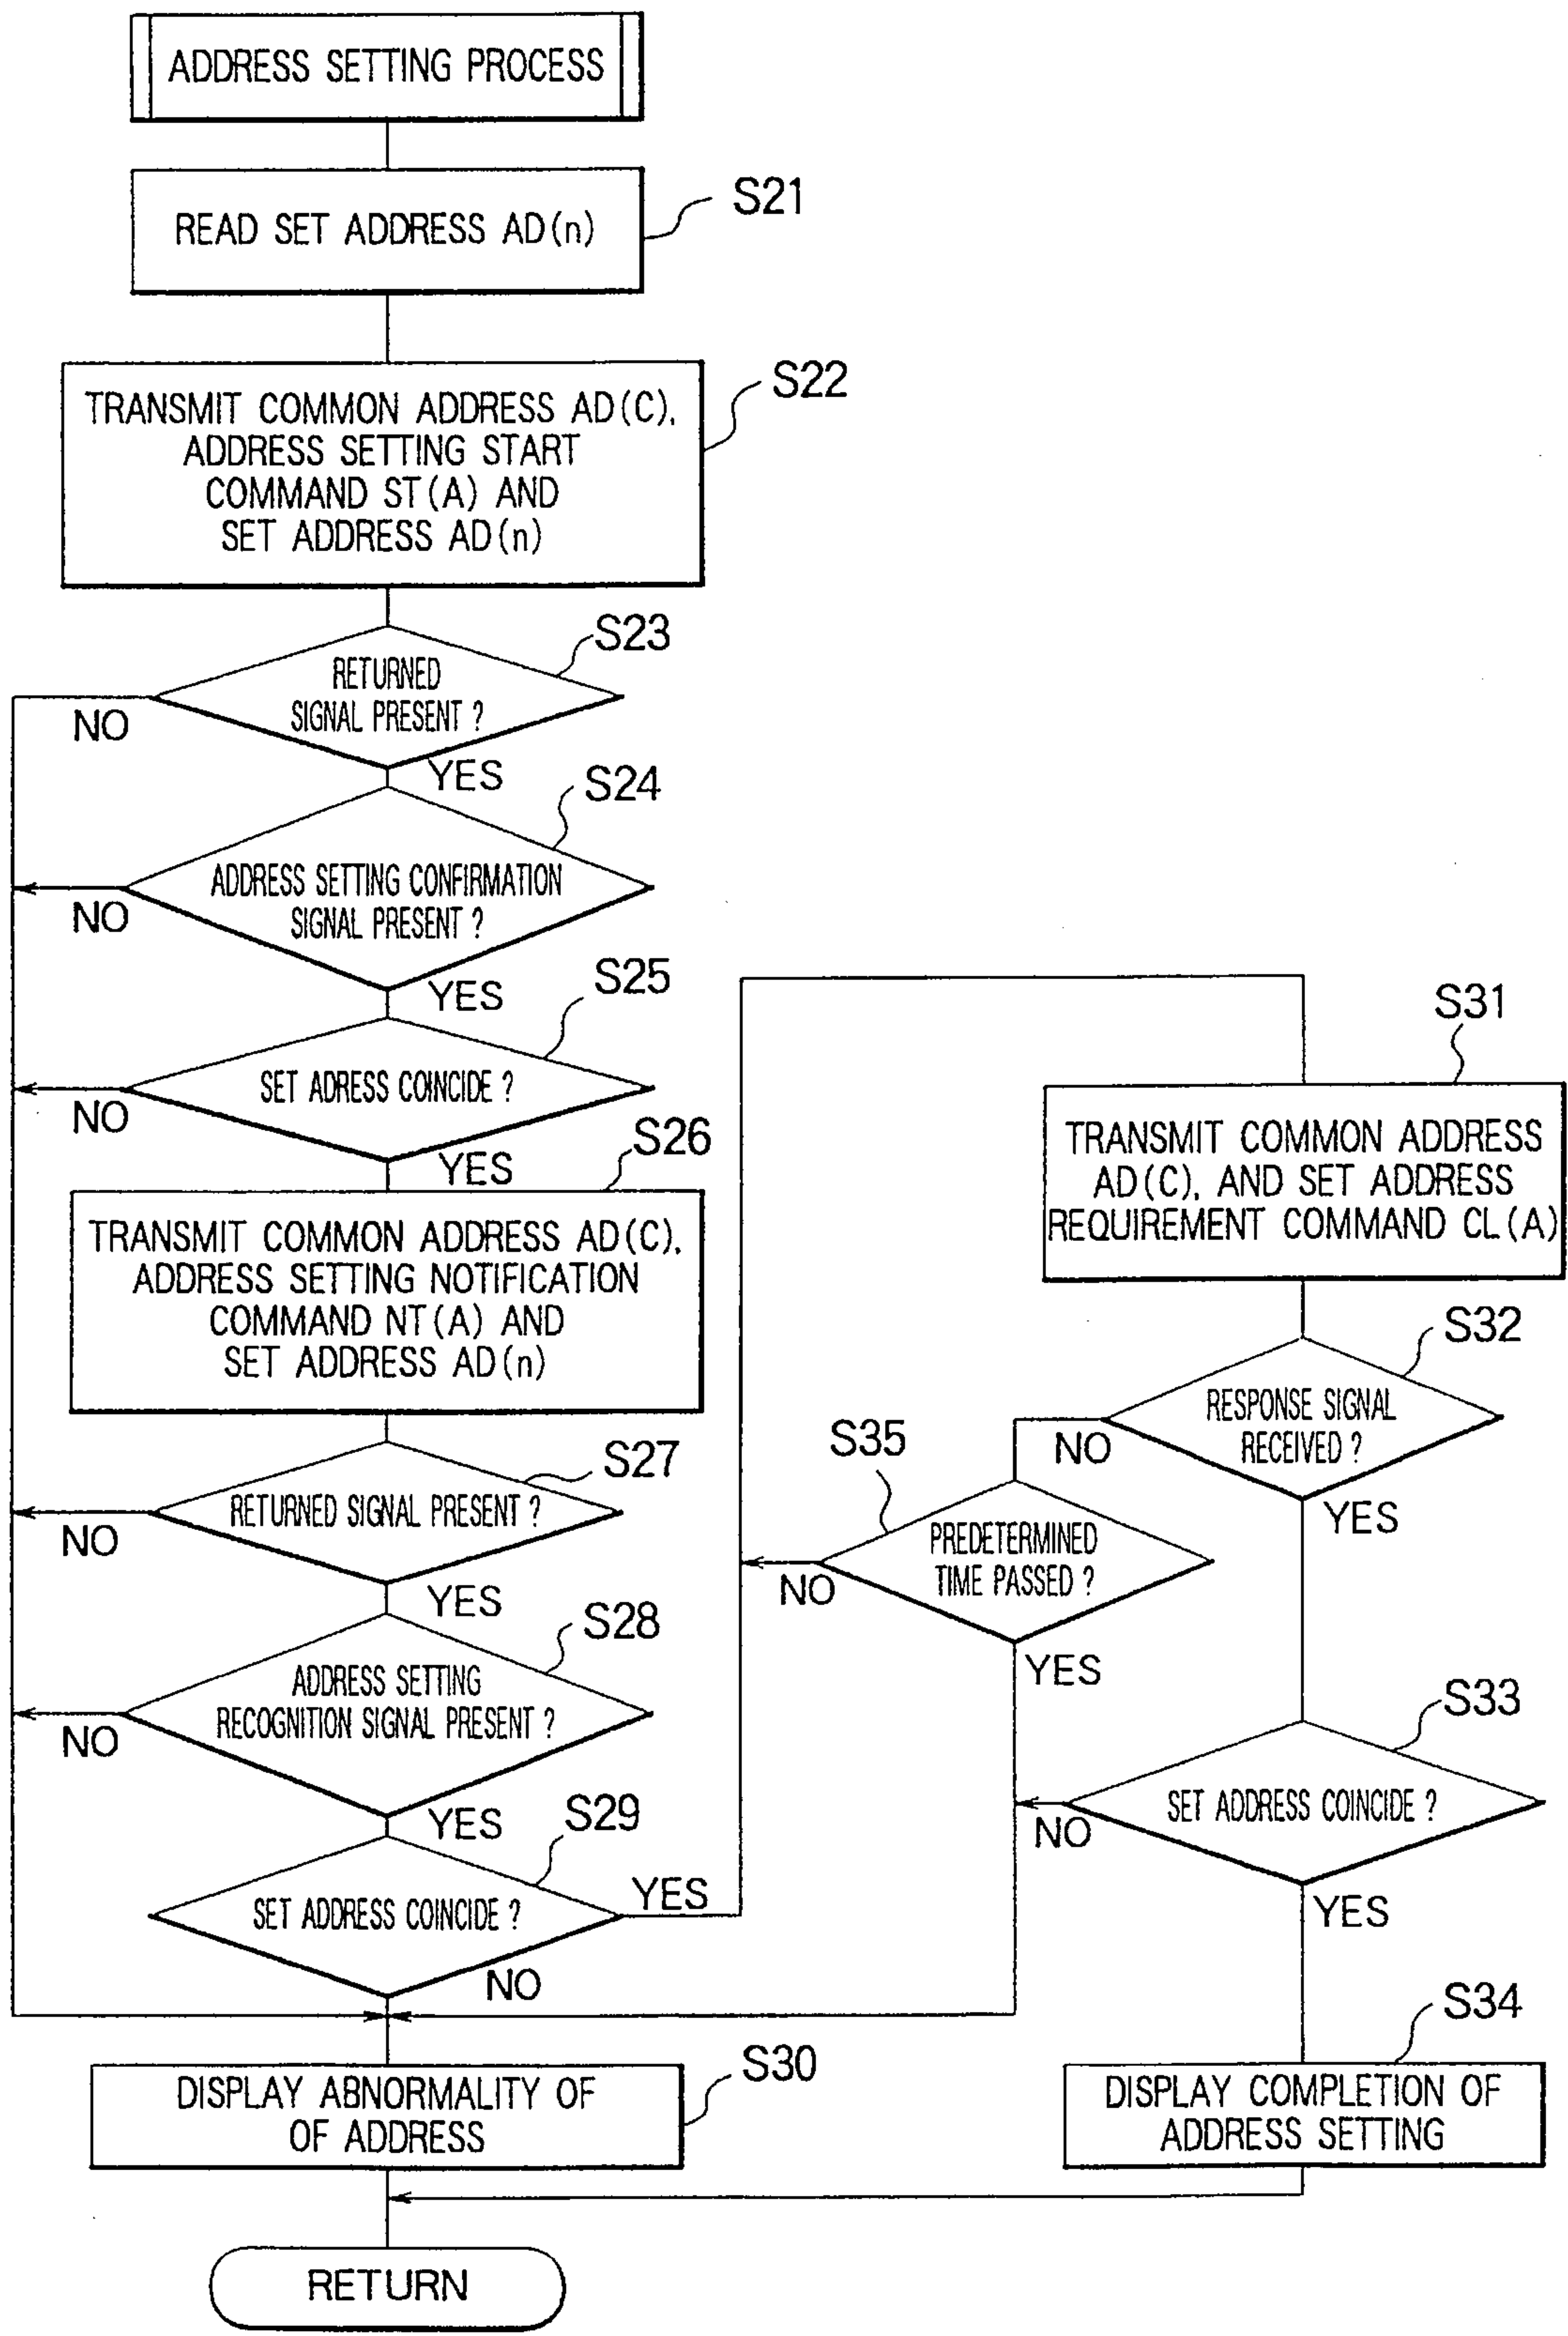 ADDRESS SETTING PROCESS
READ SET ADDRESS AD(n)
S21
TRANSMIT COMMON ADDRESS AD(C),
ADDRESS SETTING START
COMMAND ST(A) AND
SET ADDRESS AD(n)
S22
RETURNED
SIGNAL PRESENT ?
S23
NO
YES
ADDRESS SETTING CONFIRMATION
SIGNAL PRESENT ?
S24
NO
YES
SET ADRESS COINCIDE ?
S25
NO
YES
TRANSMIT COMMON ADDRESS AD(C),
ADDRESS SETTING NOTIFICATION
COMMAND NT(A) AND
SET ADDRESS AD(n)
S26
RETURNED SIGNAL PRESENT ?
S27
NO
YES
ADDRESS SETTING
RECOGNITION SIGNAL PRESENT ?
S28
NO
YES
SET ADDRESS COINCIDE ?
S29
YES
NO
DISPLAY ABNORMALITY OF
OF ADDRESS
S30
TRANSMIT COMMON ADDRESS
AD(C), AND SET ADDRESS
REQUIREMENT COMMAND CL(A)
S31
RESPONSE SIGNAL
RECEIVED ?
S32
NO
YES
PREDETERMINED
TIME PASSED ?
S35
NO
YES
SET ADDRESS COINCIDE ?
S33
NO
YES
DISPLAY COMPLETION OF
ADDRESS SETTING
S34
RETURN